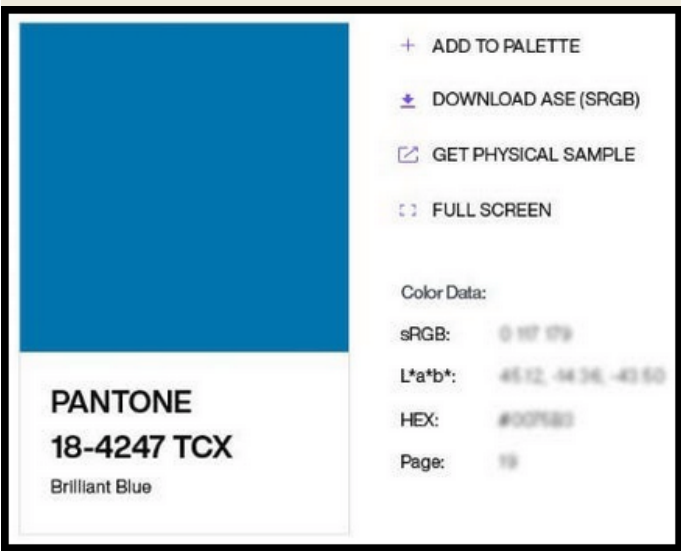 PANTONE
18-4247 TCX
Brilliant Blue
ADD TO PALETTE
DOWNLOAD ASE (SRGB)
GET PHYSICAL SAMPLE
FULL SCREEN
Color Data:
sRGB:
L*a*b*:
HEX:
Page: